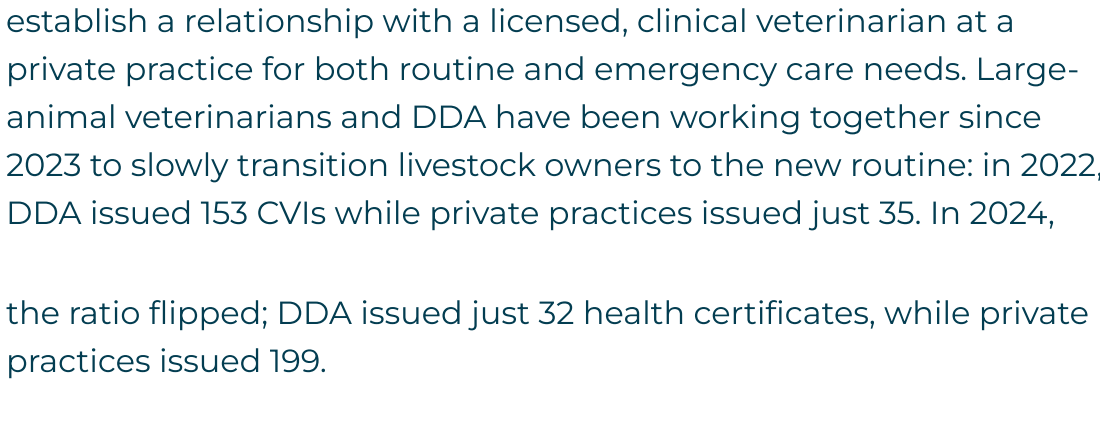 establish a relationship with a licensed, clinical veterinarian at a
private practice for both routine and emergency care needs. Large-
animal veterinarians and DDA have been working together since
2023 to slowly transition livestock owners to the new routine: in 2022,
DDA issued 153 CVIs while private practices issued just 35. In 2024,
the ratio flipped; DDA issued just 32 health certificates, while private
practices issued 199.